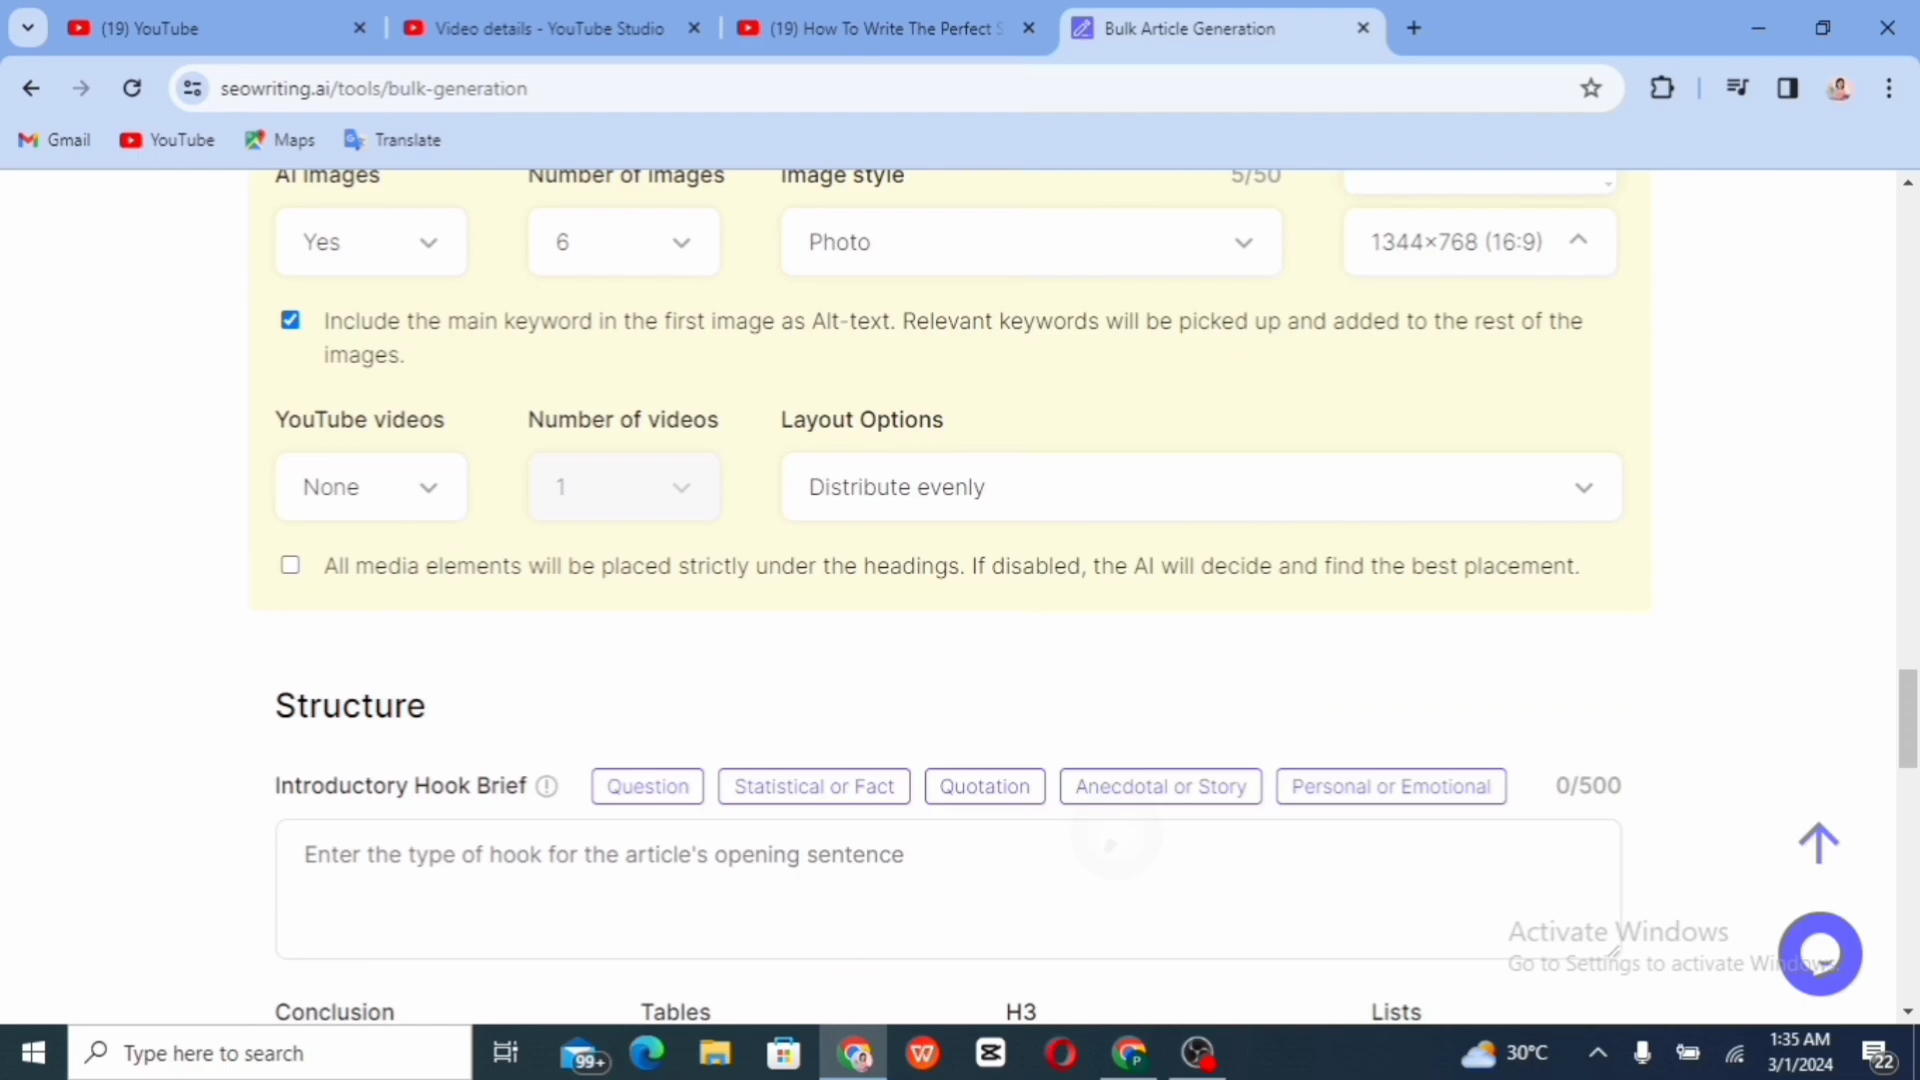 (19) YouTube
Video details - YouTube Studio
(19) How To Write The Perfect S
Bulk Article Generation
seowriting.ai/tools/bulk-generation
Gmail
YouTube
Maps
Translate
AI Images
Number of images
Image style
5/50
Yes
6
Photo
1344×768 (16:9)
Include the main keyword in the first image as Alt-text. Relevant keywords will be picked up and added to the rest of the
images.
YouTube videos
Number of videos
Layout Options
None
1
Distribute evenly
All media elements will be placed strictly under the headings. If disabled, the AI will decide and find the best placement.
Structure
Introductory Hook Brief
Question
Statistical or Fact
Quotation
Anecdotal or Story
Personal or Emotional
0/500
Enter the type of hook for the article's opening sentence
Activate Windows
Go to Settings to activate Windows.
Conclusion
Tables
H3
Lists
Type here to search
99+
30°C
1:35 AM
3/1/2024
22